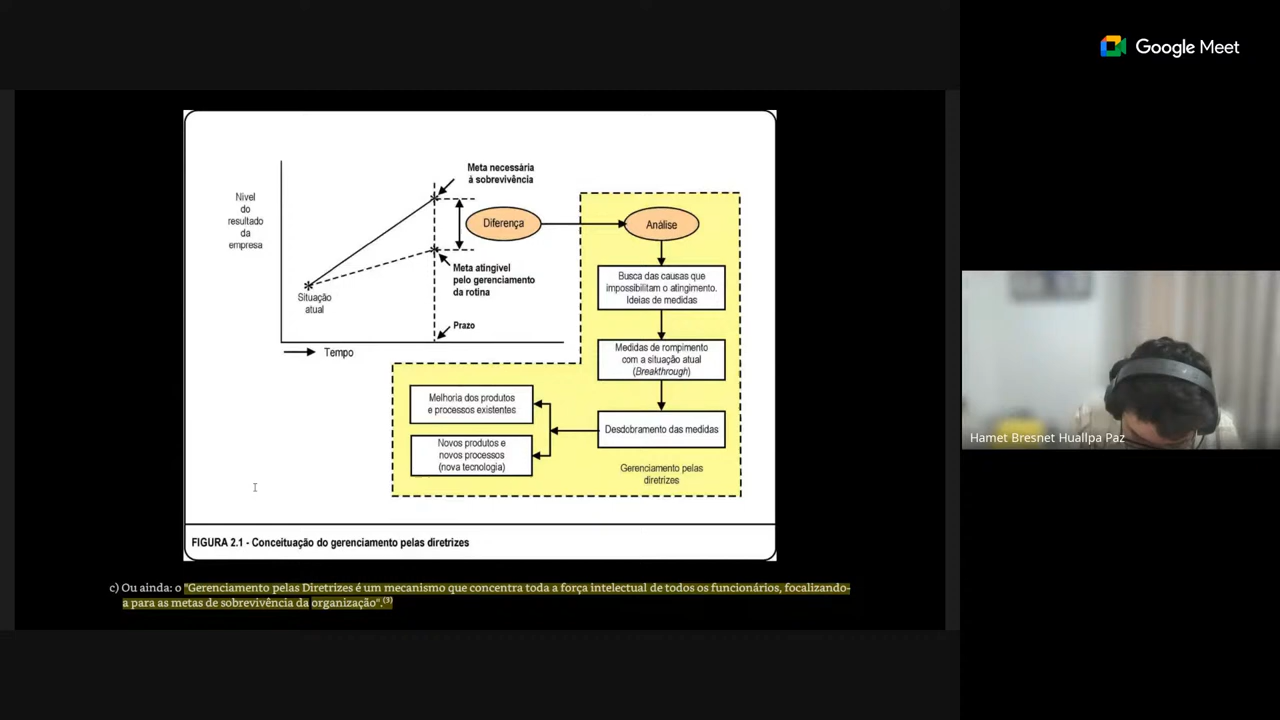 Google Meet
Nivel
do
resultado
da
empresa
Meta necessária
à sobrevivência
Diferença
Análise
Situação
atual
Meta atingivel
pelo gerenciamento
da rotina
Prazo
Tempo
Busca das causas que
impossibilitam o atingimento.
Ideias de medidas
Medidas de rompimento
com a situação atual
(Breakthrough)
Melhoria dos produtos
e processos existentes
Desdobramento das medidas
Novos produtos e
novos processos
(nova tecnologia)
Gerenciamento pelas
diretrizes
FIGURA 2.1 - Conceituação do gerenciamento pelas diretrizes
c) Ou ainda: o "Gerenciamento pelas Diretrizes é um mecanismo que concentra toda a força intelectual de todos os funcionários, focalizando-
a para as metas de sobrevivência da organização".(3)
Hamet Bresnet Huallpa Paz